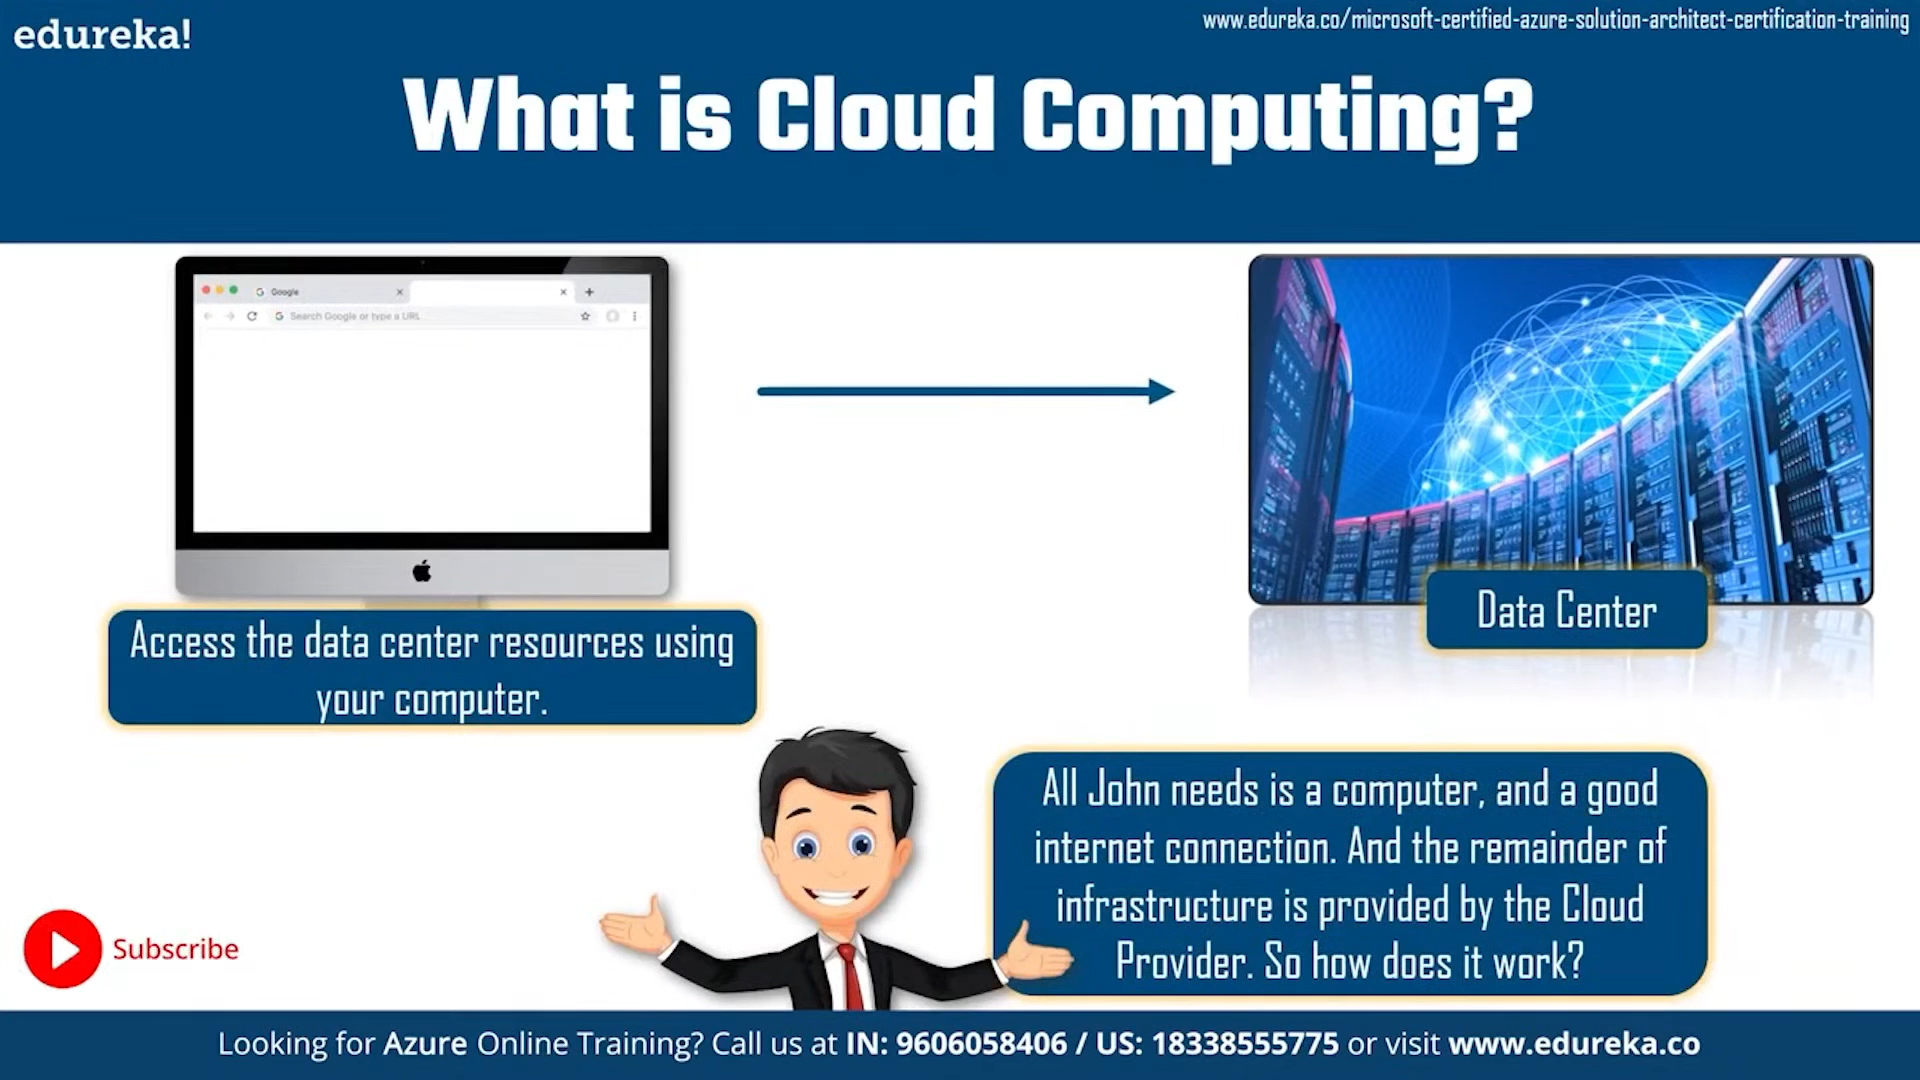 edureka!
www.edureka.co/microsoft-certified-azure-solution-architect-certification-training
What is Cloud Computing?
Google
Search Google or type a URL
Data Center
Access the data center resources using
your computer.
All John needs is a computer, and a good
internet connection. And the remainder of
infrastructure is provided by the Cloud
Provider. So how does it work?
Subscribe
Looking for Azure Online Training? Call us at IN: 9606058406 / US: 18338555775 or visit www.edureka.co